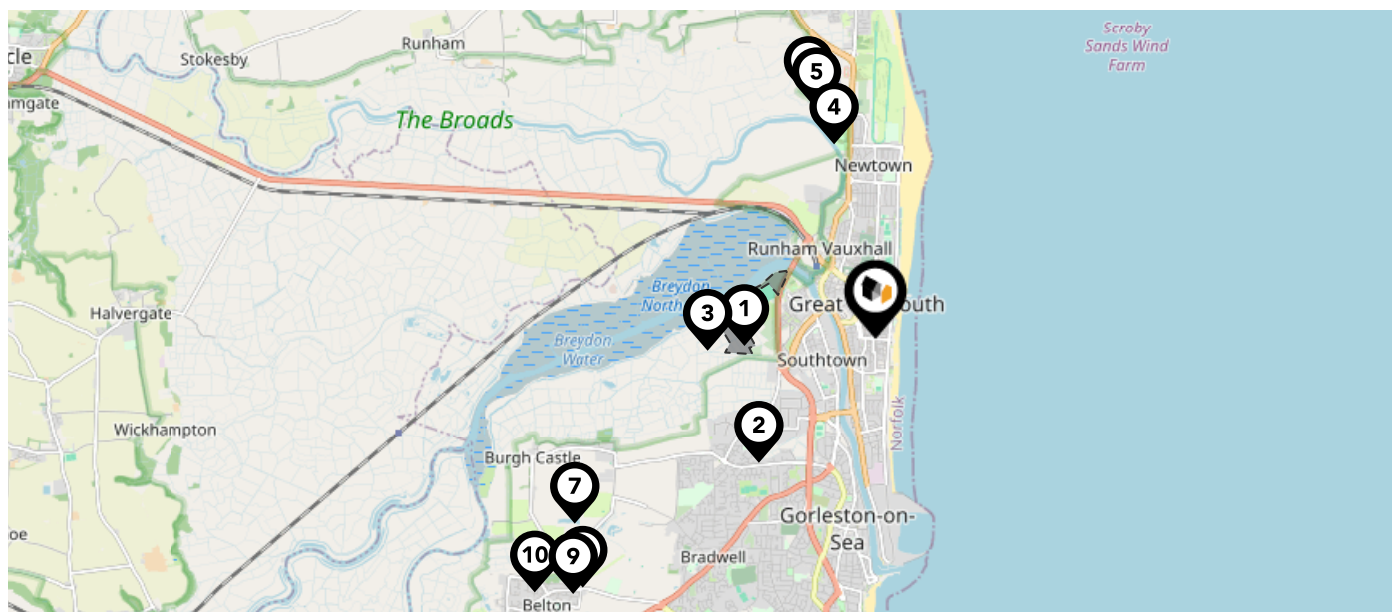 Scroby
Sands Wind
Farm
Runham
cle
Stokesby
5
amgate
4
The Broads
Newtown
Runham Vauxhall
Breydon
North
3
1
Great
outh
Halvergate
Breydon
Water
Southtown
Norfolk
2
Wickhampton
Burgh Castle
7
Gorleston-on-
Sea
oe
10
9
Bradwell
Belton